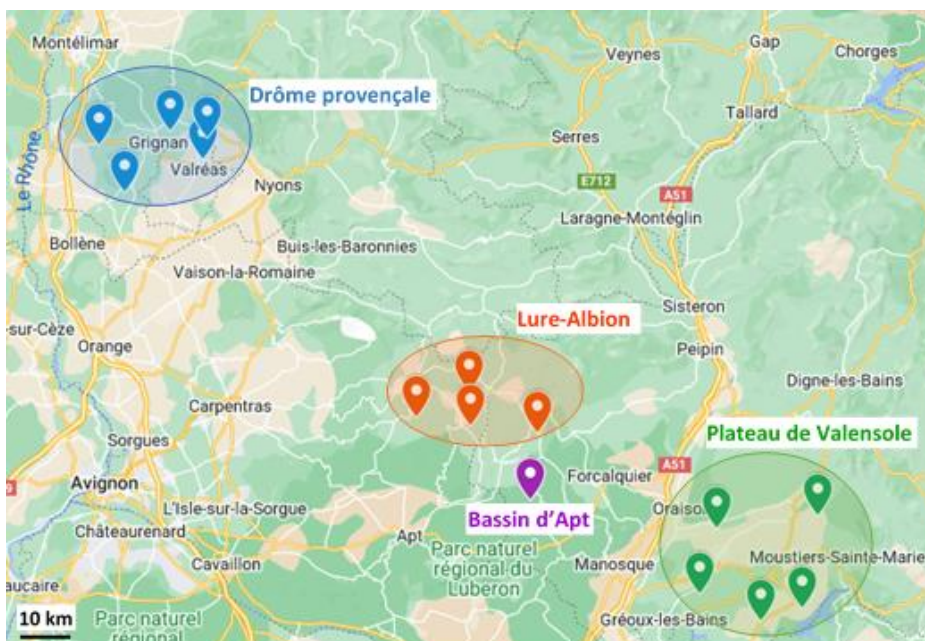 Montélimar
Veynes
Gap
Chorges
Drôme provençale
Tallard
Grignan
Serres
Valréas
Le Rhône
Nyons
E712
A51
Laragne-Montéglin
Bollène
Buis-les-Baronnies
Vaison-la-Romaine
Sisteron
-sur-Cèze
Lure-Albion
Orange
Peipin
Digne-les-Bains
Carpentras
Plateau de Valensole
Sorgues
A51
Forcalquier
Avignon
L'Isle-sur-la-Sorgue
Oraiso
Bassin d'Apt
Châteaurenard
Apt
Parc naturel
régional du
Luberon
Moustiers-Sainte-Marie
Cavaillon
Manosque
aucaire
10 km
Parc naturel
régional
Gréoux-les-Bains